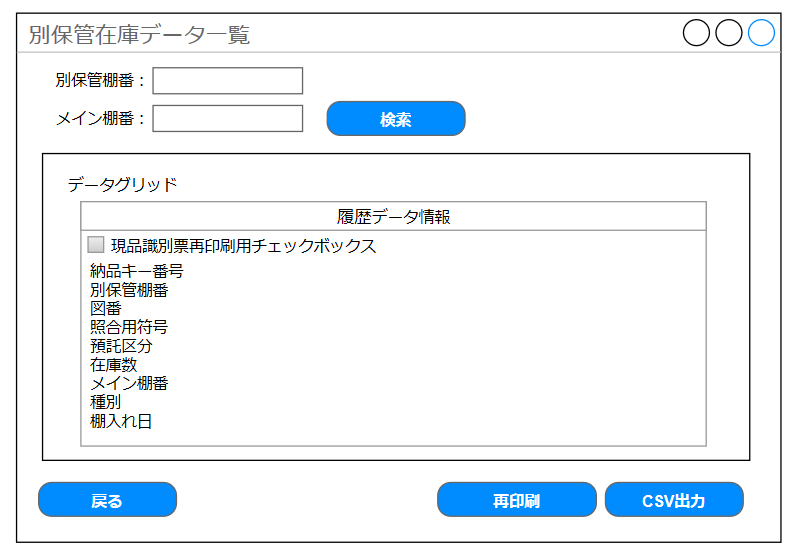 別保管在庫データ一覧
別保管棚番：
メイン棚番：
検索
データグリッド
履歴データ情報
現品識別票再印刷用チェックボックス
納品キー番号
別保管棚番
図番
照合用符号
預託区分
在庫数
メイン棚番
種別
棚入れ日
戻る
再印刷
CSV出力